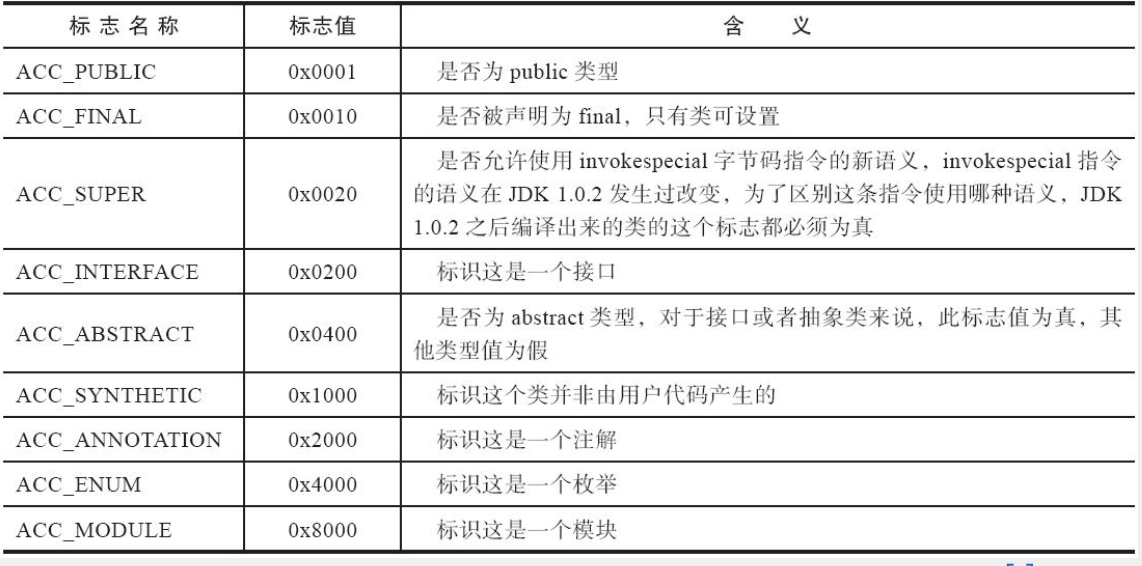 标志名称 标志值 含 义
ACC_PUBLIC 0x0001 是否为 public 类型
ACC_FINAL 0x0010 是否被声明为 final，只有类可设置
是否允许使用 invokespecial 字节码指令的新语义，invokespecial 指令
ACC_SUPER 0x0020 的语义在 JDK 1.0.2 发生过改变，为了区别这条指令使用哪种语义，JDK
1.0.2 之后编译出来的类的这个标志都必须为真
ACC_INTERFACE 0x0200 标识这是一个接口
ACC_ABSTRACT 0x0400 是否为 abstract 类型，对于接口或者抽象类来说，此标志值为真，其
他类型值为假
ACC_SYNTHETIC 0x1000 标识这个类并非由用户代码产生的
ACC_ANNOTATION 0x2000 标识这是一个注解
ACC_ENUM 0x4000 标识这是一个枚举
ACC_MODULE 0x8000 标识这是一个模块